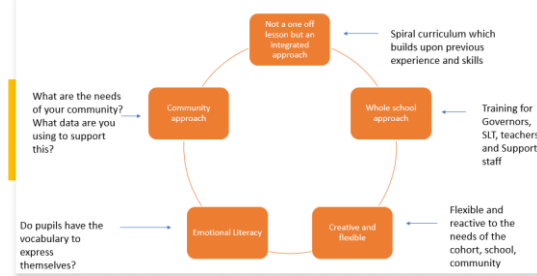 Not a one off
lesson but an
integrated
approach
Spiral curriculum which
builds upon previous
experience and skills
What are the needs
of your community?
What data are you
using to support
this?
Community
approach
Whole school
approach
Training for
Governors,
SLT, teachers
and Support
staff
Do pupils have the
vocabulary to
express
themselves?
Emotional Literacy
Creative and
flexible
Flexible and
reactive to the
needs of the
cohort, school,
community